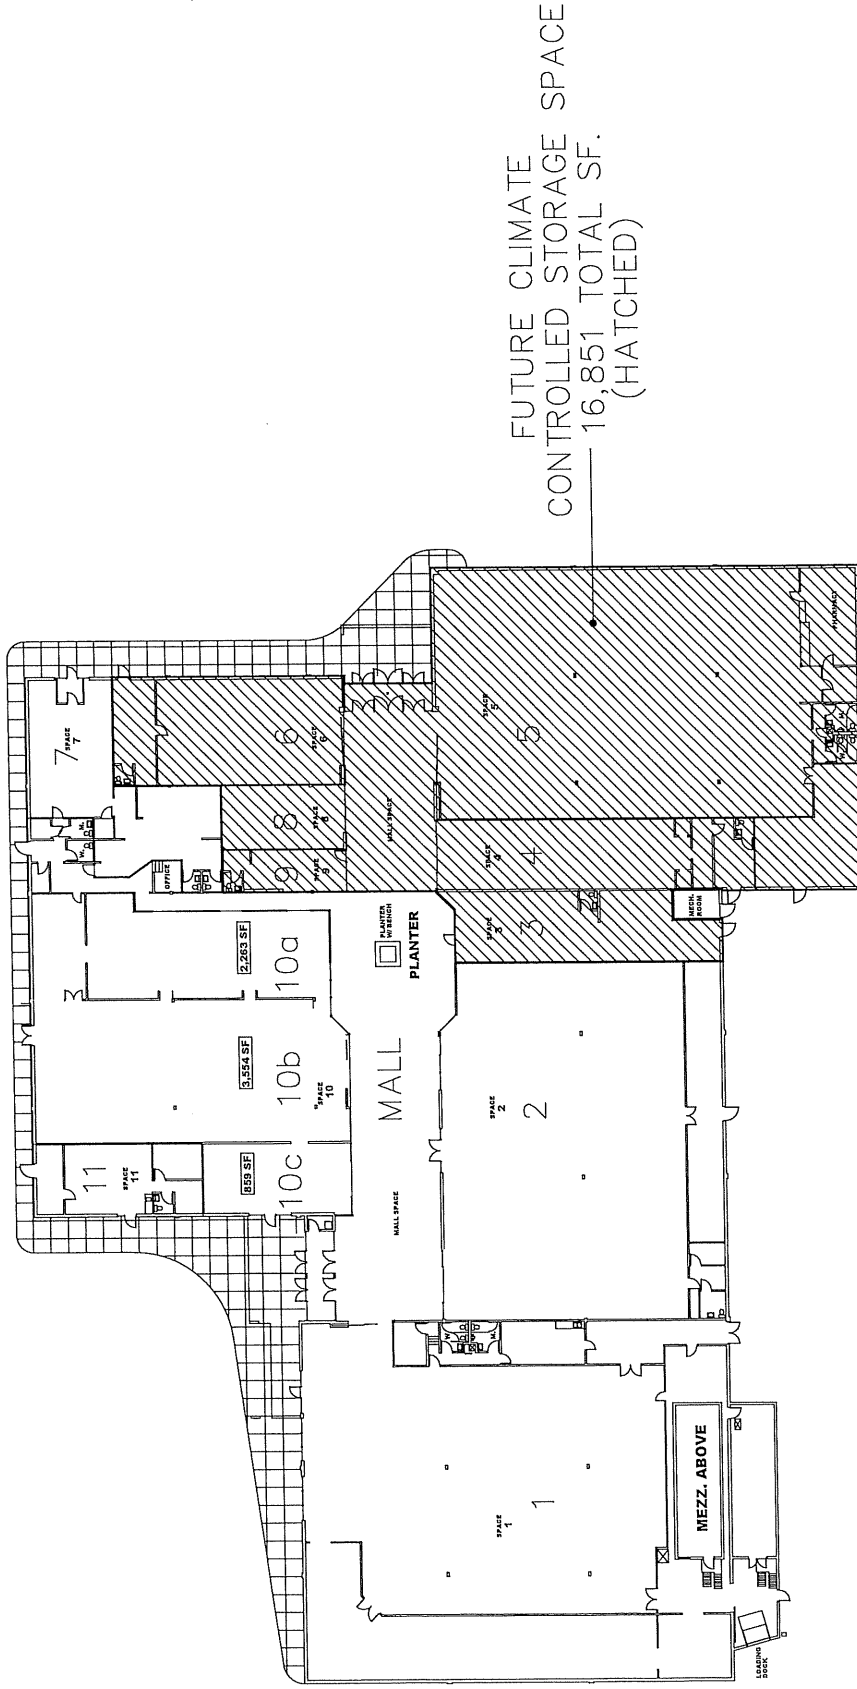 FUTURE CLIMATE
CONTROLLED STORAGE SPACE
16,851 TOTAL SF.
(HATCHED)
7
SPACE
7
6
SPACE
6
8
SPACE
8
9
SPACE
9
MALL SPACE
SPACE
5
5
PHARMACY
W.
M.
SPACE
4
4
SPACE
3
3
MECH.
ROOM
W.
M.
OFFICE
PLANTER
W/ BENCH
PLANTER
2,263 SF
10a
3,554 SF
10b
SPACE
10
859 SF
10c
11
SPACE
11
MALL
MALL SPACE
SPACE
2
2
W.
M.
SPACE
1
1
MEZZ. ABOVE
LOADING
DOCK